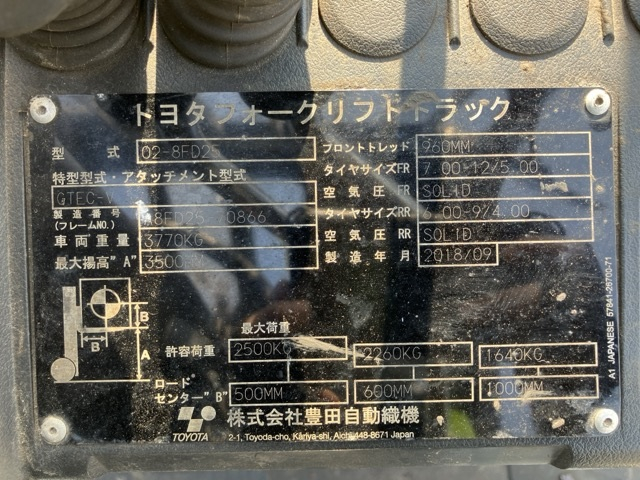 トヨタフォークリフトトラック
型 式 02-8FD25
特型型式・アタッチメント型式
製造番号
(フレームNO.)
車両重量 3770KG
最大揚高"A"
フロントトレッド 960MM
タイヤサイズFR 7.00-12/5.00
空気圧FR SOLID
タイヤサイズRR 6.00-9/4.00
空気圧RR SOLID
製造年月 2018/09
B
B
A
最大荷重
許容荷重 2500KG 2260KG 1640KG
ロード
センター"B" 500MM 600MM 1000MM
TOYOTA
株式会社豊田自動織機
2-1, Toyoda-cho, Kariya-shi, Aichi 448-8671 Japan
A1 JAPANESE 57841-26700-71